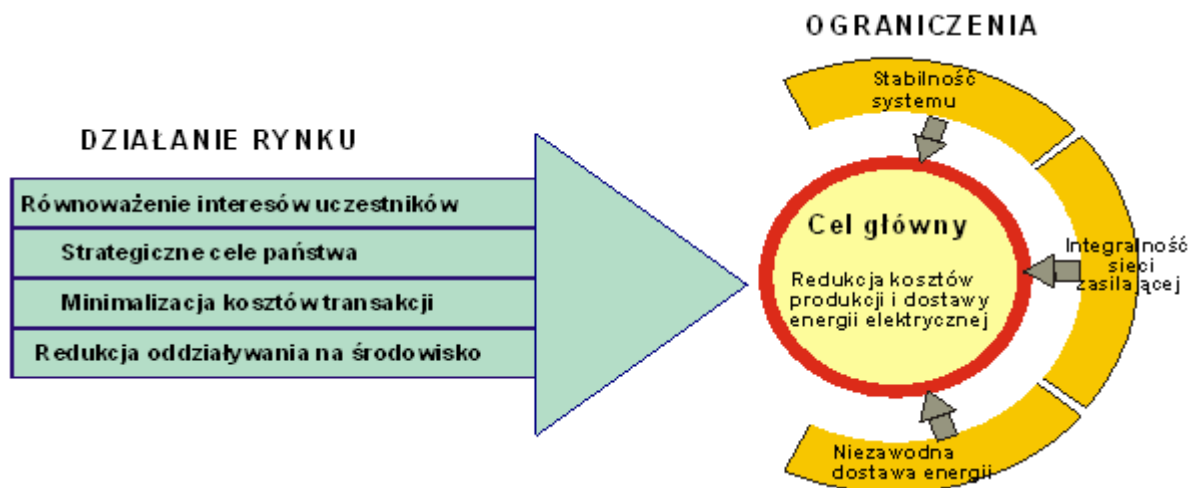 OGRANICZENIA
Stabilność
systemu
DZIAŁANIE RYNKU
Równoważenie interesów uczestników
Strategiczne cele państwa
Minimalizacja kosztów transakcji
Redukcja oddziaływania na środowisko
Cel główny
Redukcja kosztów
produkcji i dostawy
energii elektrycznej
Integralność
sieci
zasilającej
Niezawodna
dostawa energii